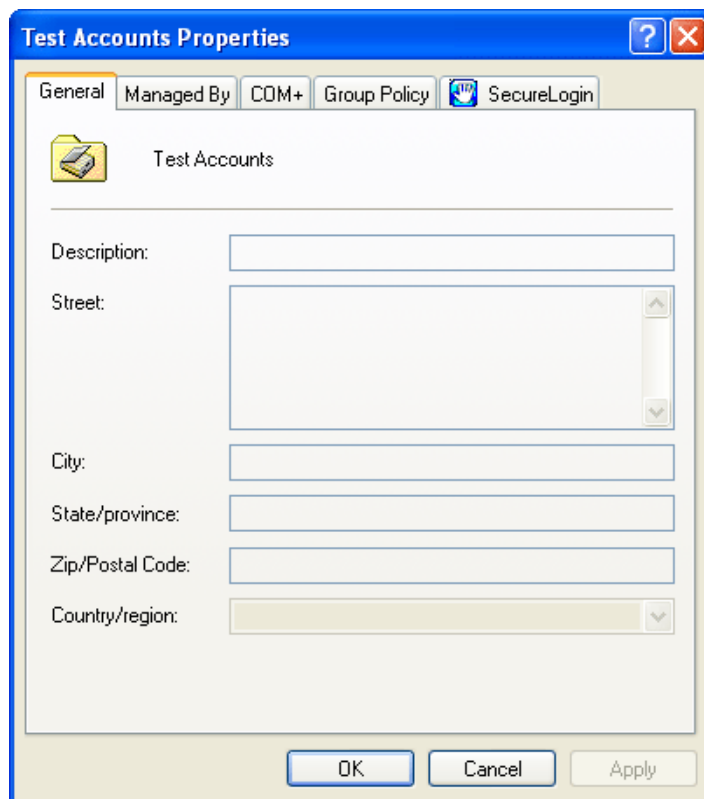 Test Accounts Properties
General Managed By COM+ Group Policy SecureLogin
Test Accounts
Description:
Street:
City:
State/province:
Zip/Postal Code:
Country/region:
OK Cancel Apply